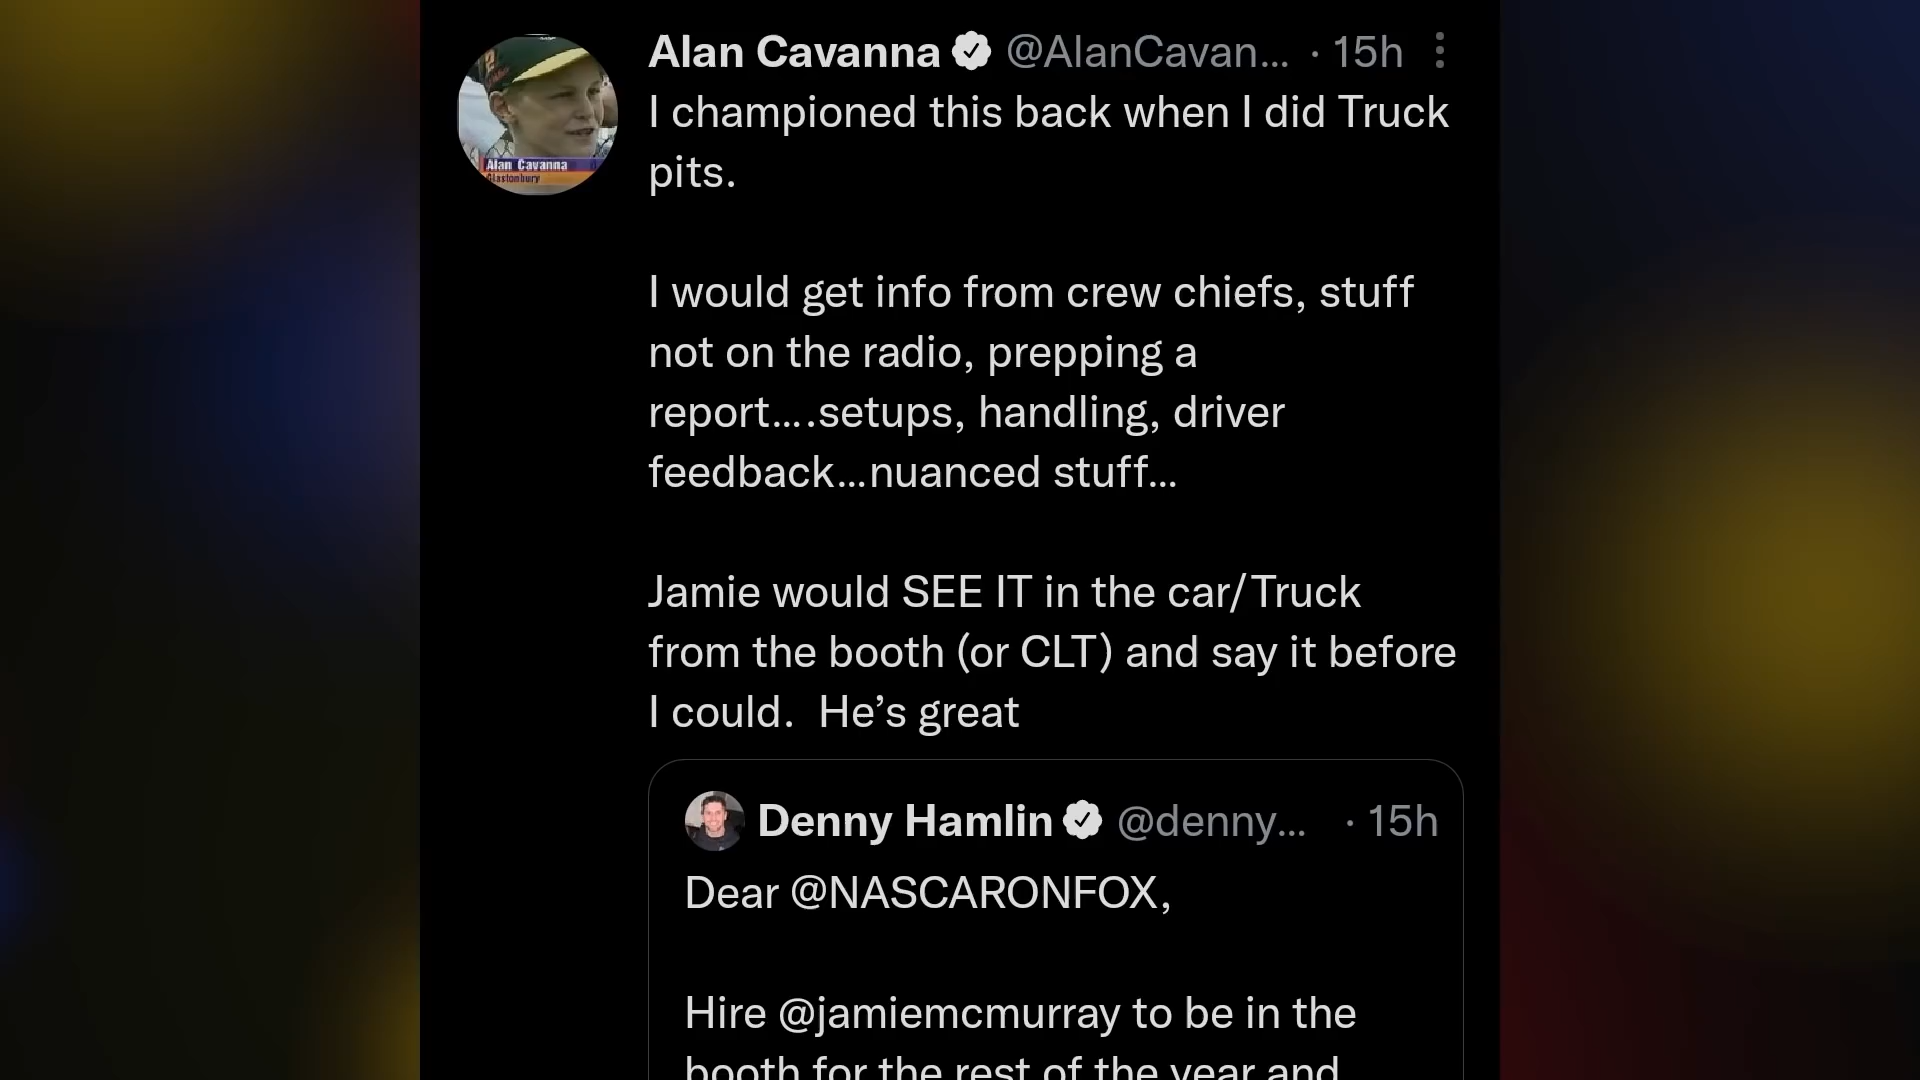 Alan Cavanna @AlanCavan... · 15h
I championed this back when I did Truck
pits.
I would get info from crew chiefs, stuff
not on the radio, prepping a
report....setups, handling, driver
feedback...nuanced stuff...
Jamie would SEE IT in the car/Truck
from the booth (or CLT) and say it before
I could.  He’s great
Alan Cavanna
Glastonbury
Denny Hamlin @denny... · 15h
Dear @NASCARONFOX,
Hire @jamiemcmurray to be in the
booth for the rest of the year and